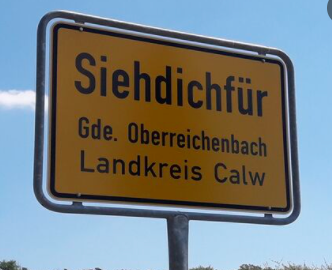 Siehdichfür
Gde. Oberreichenbach
Landkreis Calw